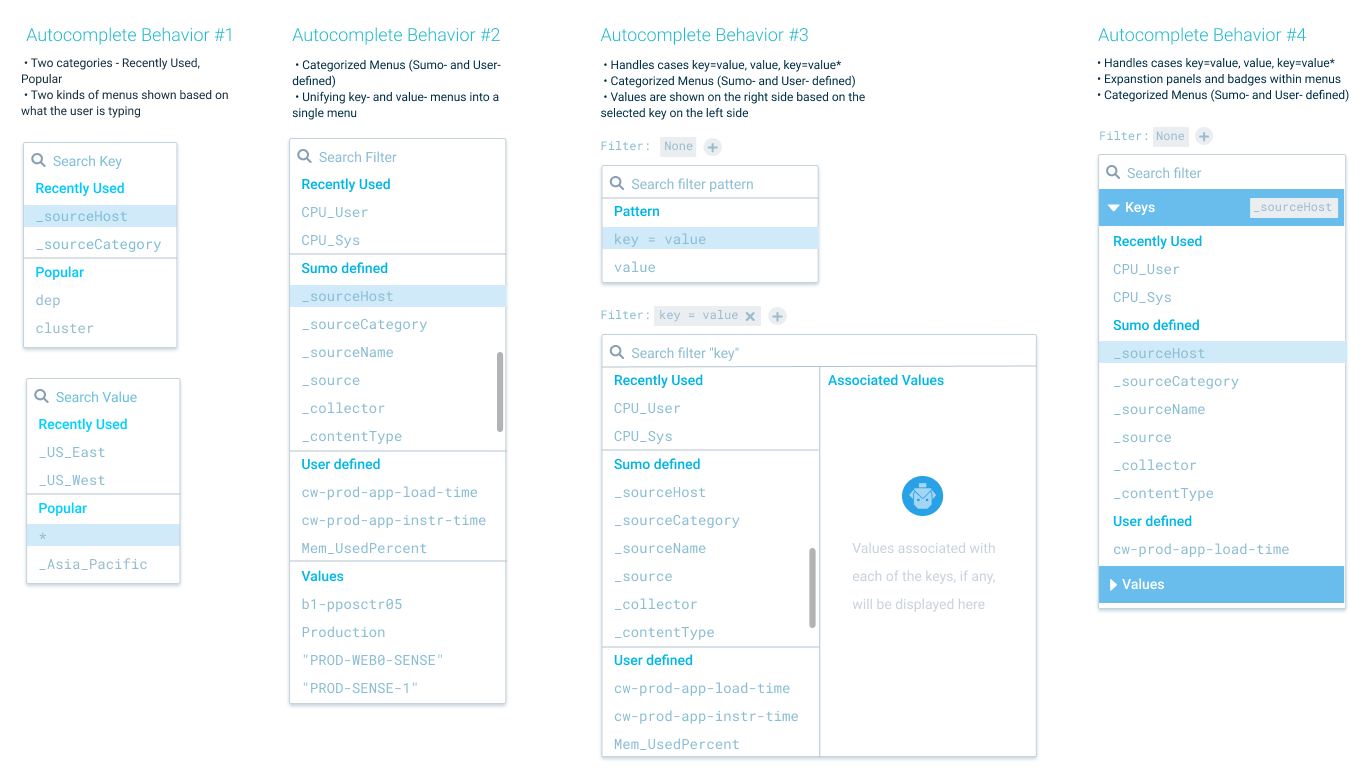 Autocomplete Behavior #1
• Two categories - Recently Used,
Popular
• Two kinds of menus shown based on
what the user is typing
Search Key
Recently Used
_sourceHost
_sourceCategory
Popular
dep
cluster
Search Value
Recently Used
_US_East
_US_West
Popular
*
_Asia_Pacific
Autocomplete Behavior #2
• Categorized Menus (Sumo- and User-
defined)
• Unifying key- and value- menus into a
single menu
Search Filter
Recently Used
CPU_User
CPU_Sys
Sumo defined
_sourceHost
_sourceCategory
_sourceName
_source
_collector
_contentType
User defined
cw-prod-app-load-time
cw-prod-app-instr-time
Mem_UsedPercent
Values
b1-pposctr05
Production
"PROD-WEB0-SENSE"
"PROD-SENSE-1"
Autocomplete Behavior #3
• Handles cases key=value, value, key=value*
• Categorized Menus (Sumo- and User- defined)
• Values are shown on the right side based on the
selected key on the left side
Filter: None +
Search filter pattern
Pattern
key = value
value
Filter: key = value × +
Search filter "key"
Recently Used
CPU_User
CPU_Sys
Sumo defined
_sourceHost
_sourceCategory
_sourceName
_source
_collector
_contentType
User defined
cw-prod-app-load-time
cw-prod-app-instr-time
Mem_UsedPercent
Associated Values
Values associated with
each of the keys, if any,
will be displayed here
Autocomplete Behavior #4
• Handles cases key=value, value, key=value*
• Expanstion panels and badges within menus
• Categorized Menus (Sumo- and User- defined)
Filter: None +
Search filter
Keys _sourceHost
Recently Used
CPU_User
CPU_Sys
Sumo defined
_sourceHost
_sourceCategory
_sourceName
_source
_collector
_contentType
User defined
cw-prod-app-load-time
Values